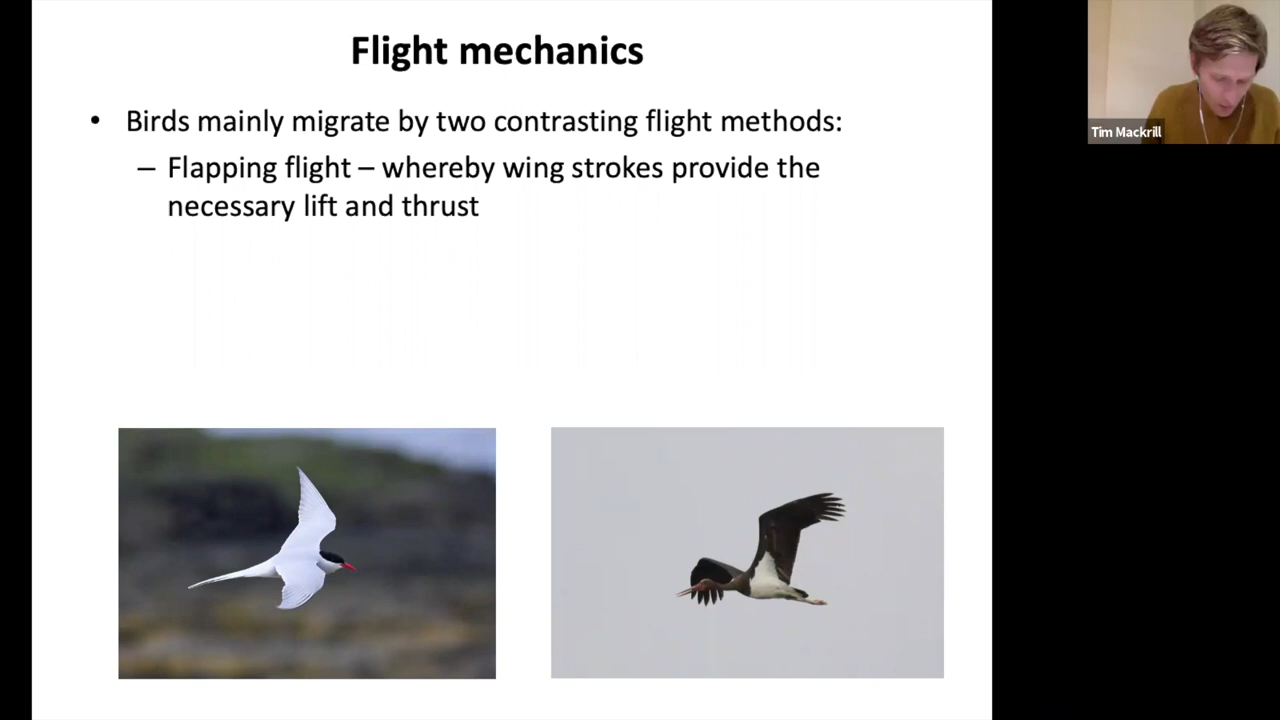 Flight mechanics
• Birds mainly migrate by two contrasting flight methods:
– Flapping flight – whereby wing strokes provide the
necessary lift and thrust
Tim Mackrill